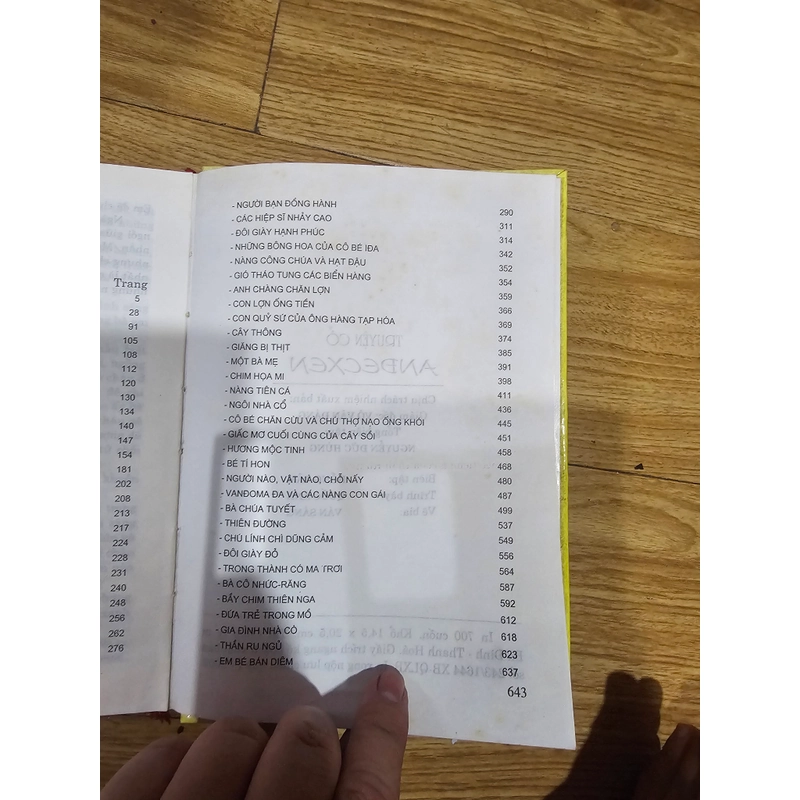 Trang
5
28
91
105
108
112
120
130
134
140
147
154
181
202
208
213
217
224
228
231
240
248
256
262
276
- NGƯỜI BẠN ĐỒNG HÀNH 290
- CÁC HIỆP SĨ NHẢY CAO 311
- ĐÔI GIÀY HẠNH PHÚC 314
- NHỮNG BÔNG HOA CỦA CÔ BÉ IĐA 342
- NÀNG CÔNG CHÚA VÀ HẠT ĐẬU 352
- GIÓ THÁO TUNG CÁC BIỂN HÀNG 354
- ANH CHÀNG CHĂN LỢN 359
- CON LỢN ỐNG TIỀN 366
- CON QUỶ SỨ CỦA ÔNG HÀNG TẠP HÓA 369
- CÂY THÔNG 374
- GIĂNG BỊ THỊT 385
- MỘT BÀ MẸ 391
- CHIM HỌA MI 398
- NÀNG TIÊN CÁ 411
- NGÔI NHÀ CỔ 436
- CÔ BÉ CHĂN CỪU VÀ CHÚ THỢ NẠO ỐNG KHÓI 445
- GIẤC MƠ CUỐI CÙNG CỦA CÂY SỒI 451
- HƯƠNG MỘC TINH 458
- BÉ TÍ HON 468
- NGƯỜI NÀO, VẬT NÀO, CHỖ NẤY 480
- VANĐOMA ĐA VÀ CÁC NÀNG CON GÁI 487
- BÀ CHÚA TUYẾT 499
- THIÊN ĐƯỜNG 537
- CHÚ LÍNH CHÌ DŨNG CẢM 549
- ĐÔI GIÀY ĐỎ 556
- TRONG THÀNH CÓ MA TRƠI 564
- BÀ CÔ NHỨC-RĂNG 587
- BẦY CHIM THIÊN NGA 592
- ĐỨA TRẺ TRONG MỒ 612
- GIA ĐÌNH NHÀ CÒ 618
- THẦN RU NGỦ 623
- EM BÉ BÁN DIÊM 637
643